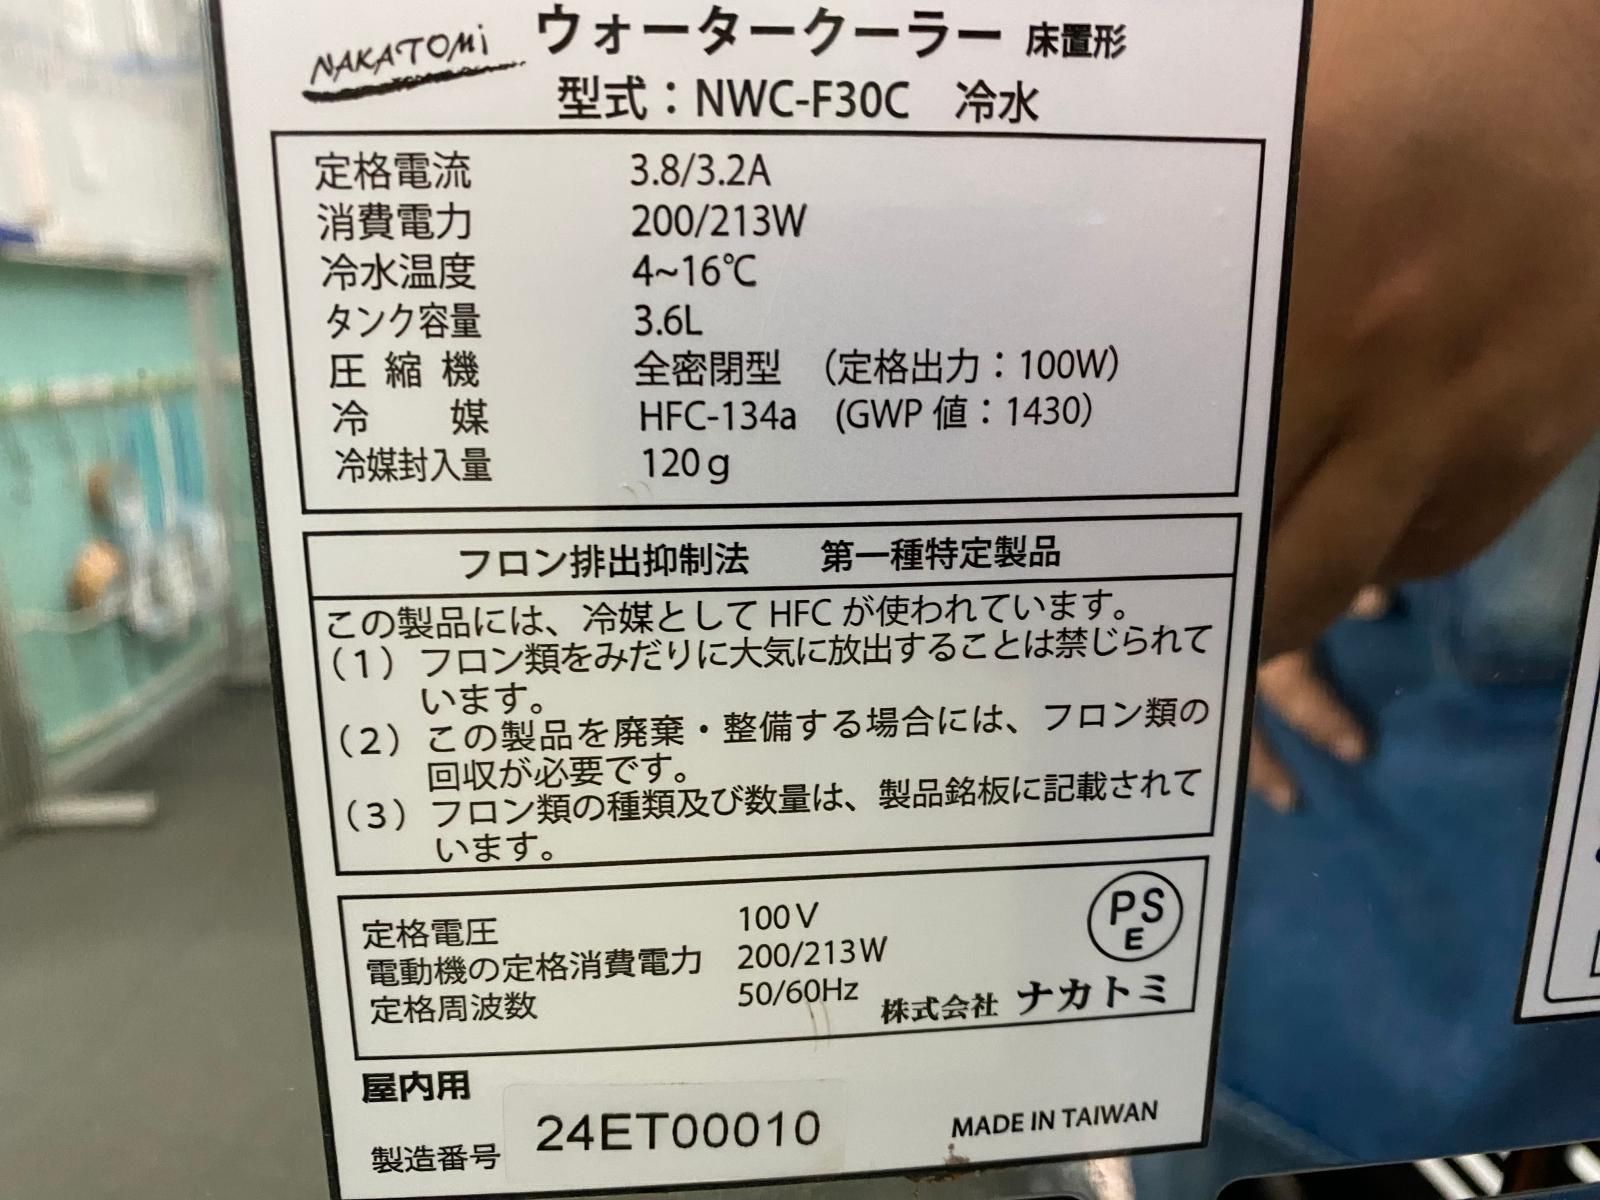 NAKATOMi
ウォータークーラー 床置形
型式：NWC-F30C 冷水
定格電流 3.8/3.2A
消費電力 200/213W
冷水温度 4~16℃
タンク容量 3.6L
圧縮機 全密閉型 （定格出力：100W）
冷媒 HFC-134a (GWP 値：1430)
冷媒封入量 120g
フロン排出抑制法 第一種特定製品
この製品には、冷媒として HFC が使われています。
（1）フロン類をみだりに大気に放出することは禁じられて
います。
（2）この製品を廃棄・整備する場合には、フロン類の
回収が必要です。
（3）フロン類の種類及び数量は、製品銘板に記載されて
います。
定格電圧 100V
電動機の定格消費電力 200/213W
定格周波数 50/60Hz
PS
E
株式会社 ナカトミ
屋内用
製造番号 24ET00010
MADE IN TAIWAN